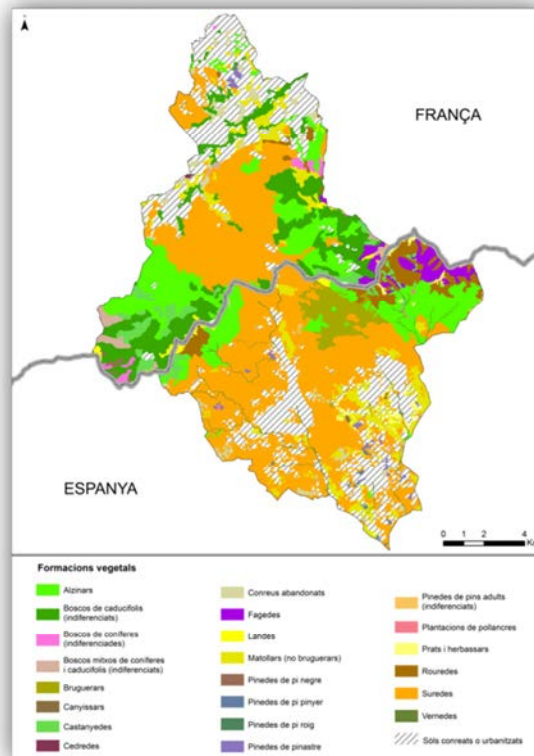 FRANÇA
ESPANYA
0 1 2 4
Formacions vegetals
Alzinars
Boscos de caducifolis
(indiferenciats)
Boscos de coníferes
(indiferenciades)
Boscos mitxos de coníferes
i caducifolis (indiferenciats)
Bruguerars
Canyissars
Castanyedes
Cedredes
Conreus abandonats
Fagedes
Landes
Matollars (no bruguerars)
Pinedes de pi negre
Pinedes de pi pinyer
Pinedes de pi roig
Pinedes de pinastre
Pinedes de pins adults
(indiferenciats)
Plantacions de pollancres
Prats i herbassars
Rouredes
Suredes
Vernedes
Sòls conreats o urbanitzats